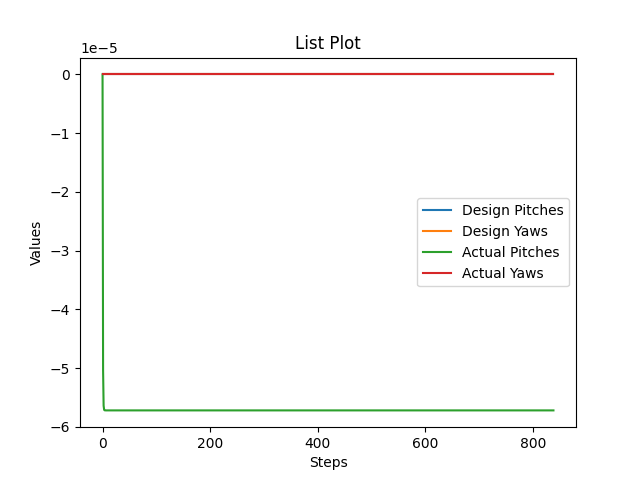 List Plot
1e−5
0
−1
−2
−3
−4
−5
−6
Values
Design Pitches
Design Yaws
Actual Pitches
Actual Yaws
0 200 400 600 800
Steps